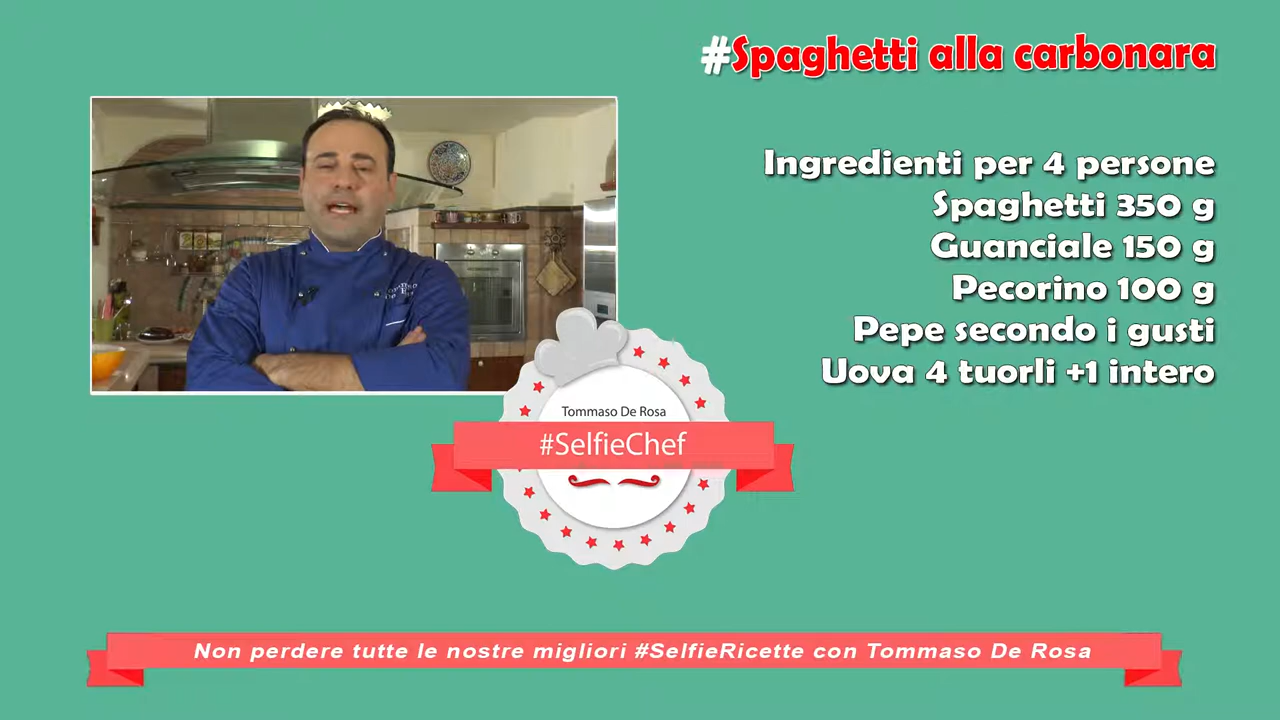 #Spaghetti alla carbonara
Ingredienti per 4 persone
Spaghetti 350 g
Guanciale 150 g
Pecorino 100 g
Pepe secondo i gusti
Uova 4 tuorli +1 intero
Tommaso De Rosa
#SelfieChef
Non perdere tutte le nostre migliori #SelfieRicette con Tommaso De Rosa